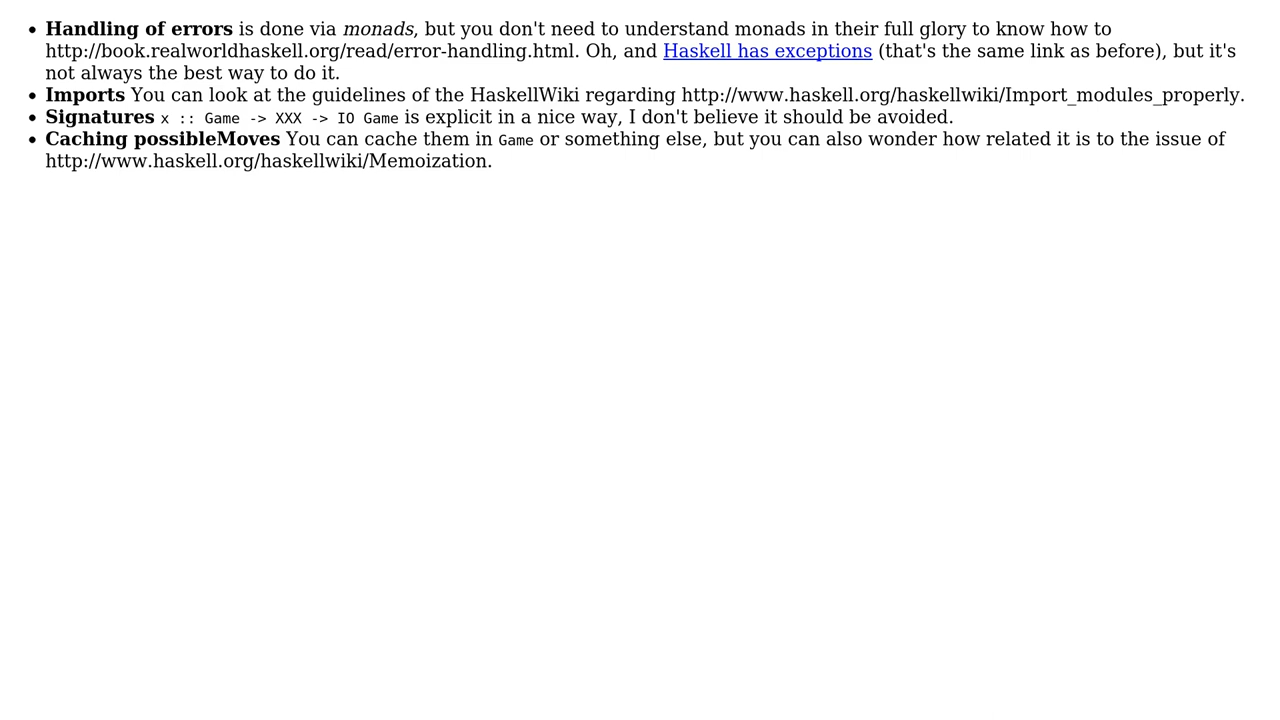 • Handling of errors is done via monads, but you don't need to understand monads in their full glory to know how to
http://book.realworldhaskell.org/read/error-handling.html. Oh, and Haskell has exceptions (that's the same link as before), but it's
not always the best way to do it.
• Imports You can look at the guidelines of the HaskellWiki regarding http://www.haskell.org/haskellwiki/Import_modules_properly.
• Signatures x :: Game -> XXX -> IO Game is explicit in a nice way, I don't believe it should be avoided.
• Caching possibleMoves You can cache them in Game or something else, but you can also wonder how related it is to the issue of
http://www.haskell.org/haskellwiki/Memoization.